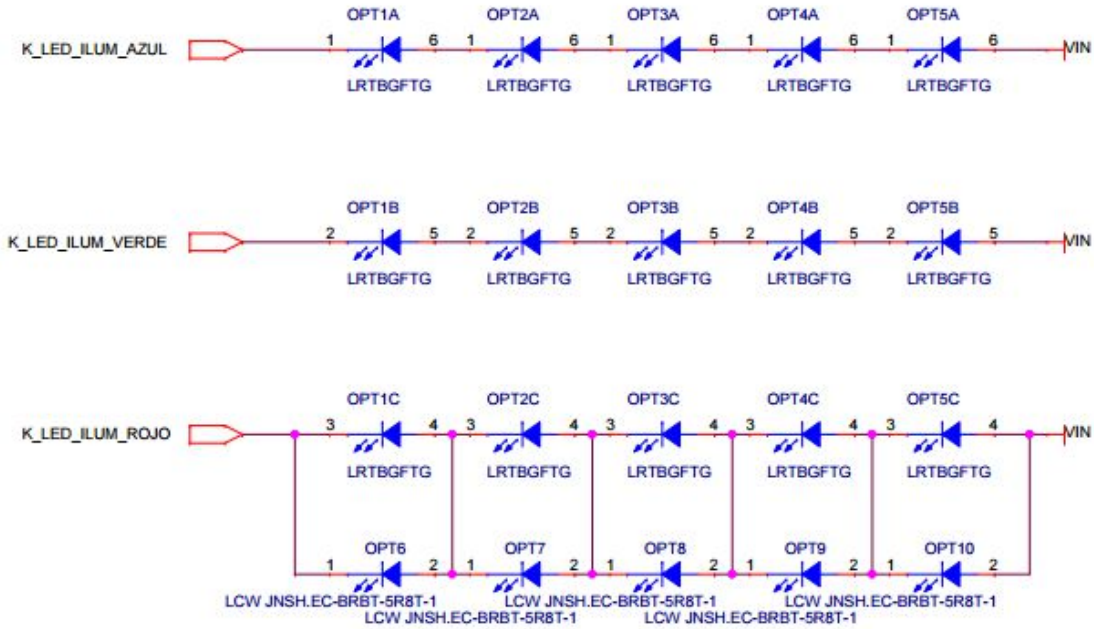 OPT1A OPT2A OPT3A OPT4A OPT5A
K_LED_ILUM_AZUL 1 6 1 6 1 6 1 6 1 6 VIN
LRTBGFTG LRTBGFTG LRTBGFTG LRTBGFTG LRTBGFTG
OPT1B OPT2B OPT3B OPT4B OPT5B
K_LED_ILUM_VERDE 2 5 2 5 2 5 2 5 2 5 VIN
LRTBGFTG LRTBGFTG LRTBGFTG LRTBGFTG LRTBGFTG
OPT1C OPT2C OPT3C OPT4C OPT5C
K_LED_ILUM_ROJO 3 4 3 4 3 4 3 4 3 4 VIN
LRTBGFTG LRTBGFTG LRTBGFTG LRTBGFTG LRTBGFTG
OPT6 OPT7 OPT8 OPT9 OPT10
1 2 1 2 1 2 1 2 1 2
LCW JNSH.EC-BRBT-5R8T-1 LCW JNSH.EC-BRBT-5R8T-1 LCW JNSH.EC-BRBT-5R8T-1
LCW JNSH.EC-BRBT-5R8T-1 LCW JNSH.EC-BRBT-5R8T-1